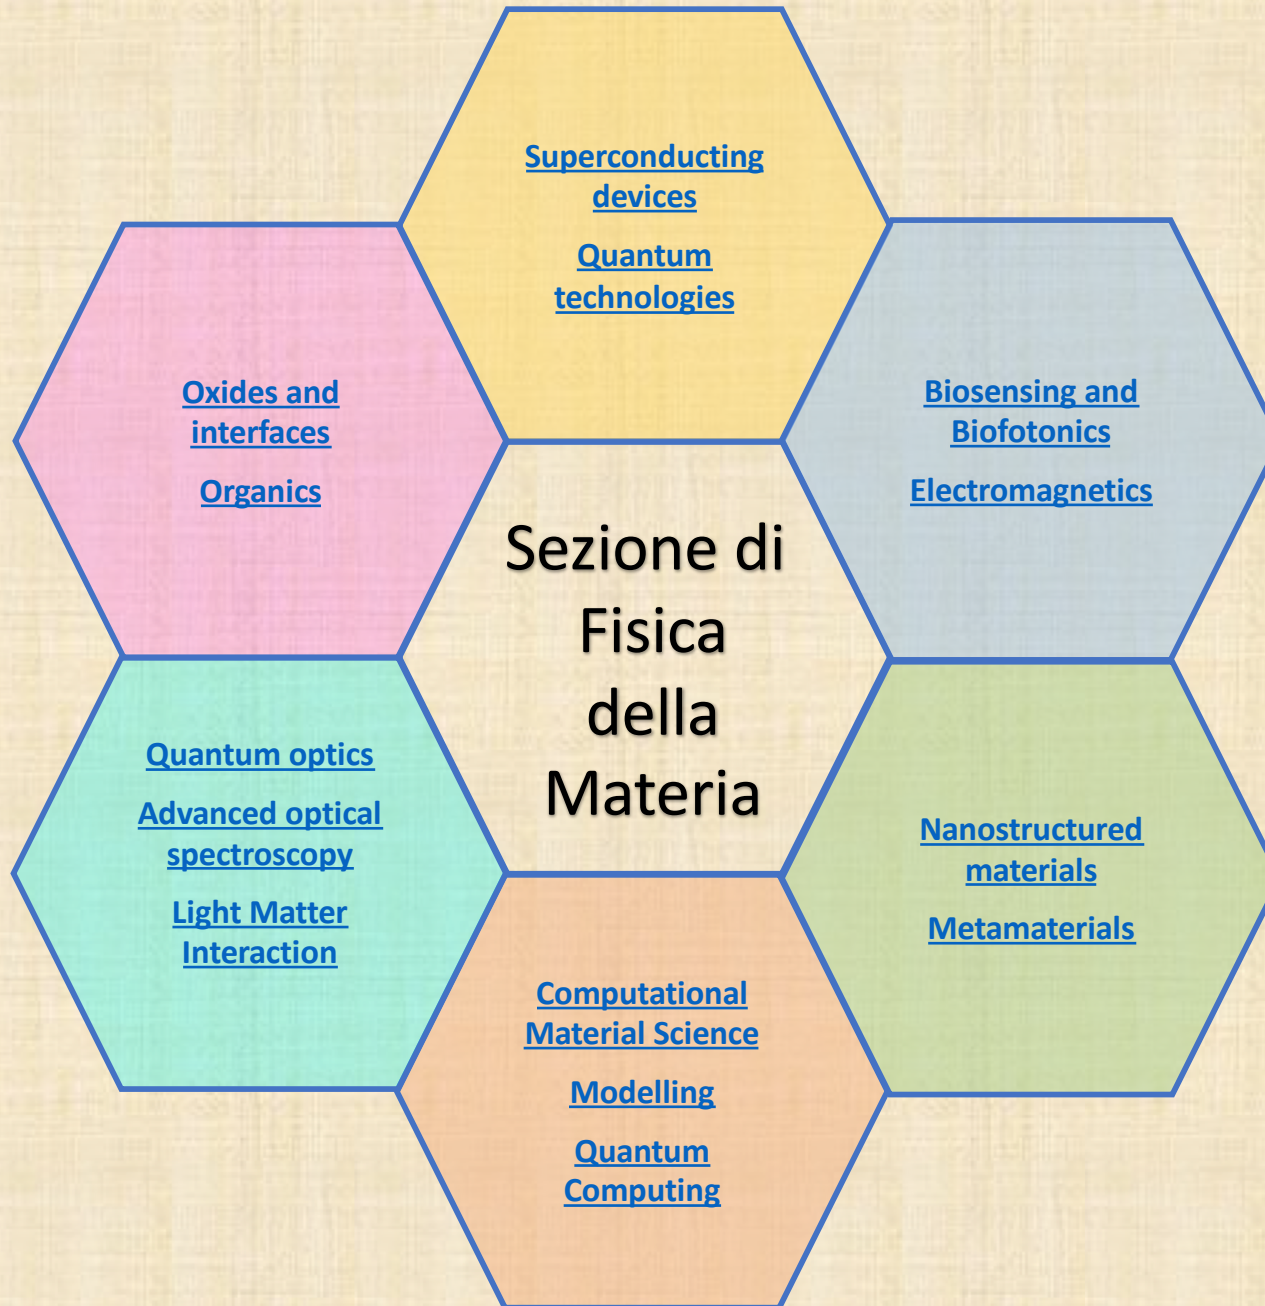 Superconducting
devices
Quantum
technologies
Oxides and
interfaces
Organics
Biosensing and
Biofotonics
Electromagnetics
Sezione di
Fisica
della
Materia
Quantum optics
Advanced optical
spectroscopy
Light Matter
Interaction
Nanostructured
materials
Metamaterials
Computational
Material Science
Modelling
Quantum
Computing